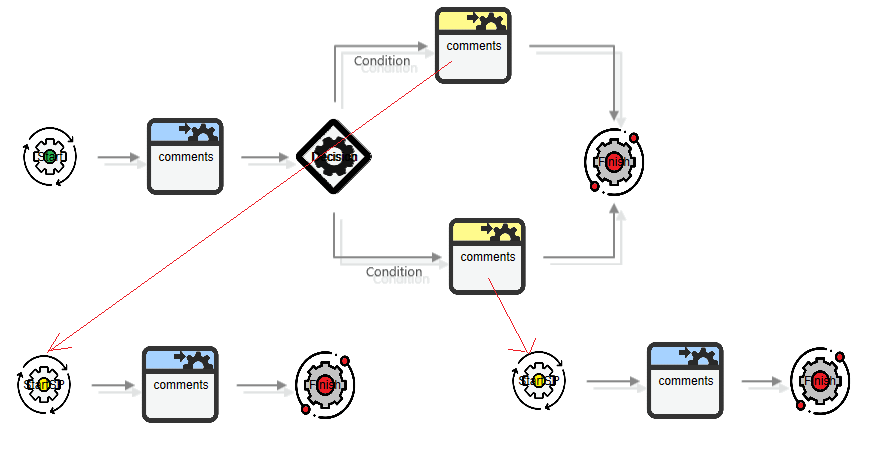 comments
Condition
Start
comments
Decision
Finish
comments
Condition
StartSP
comments
Finish
StartSP
comments
Finish